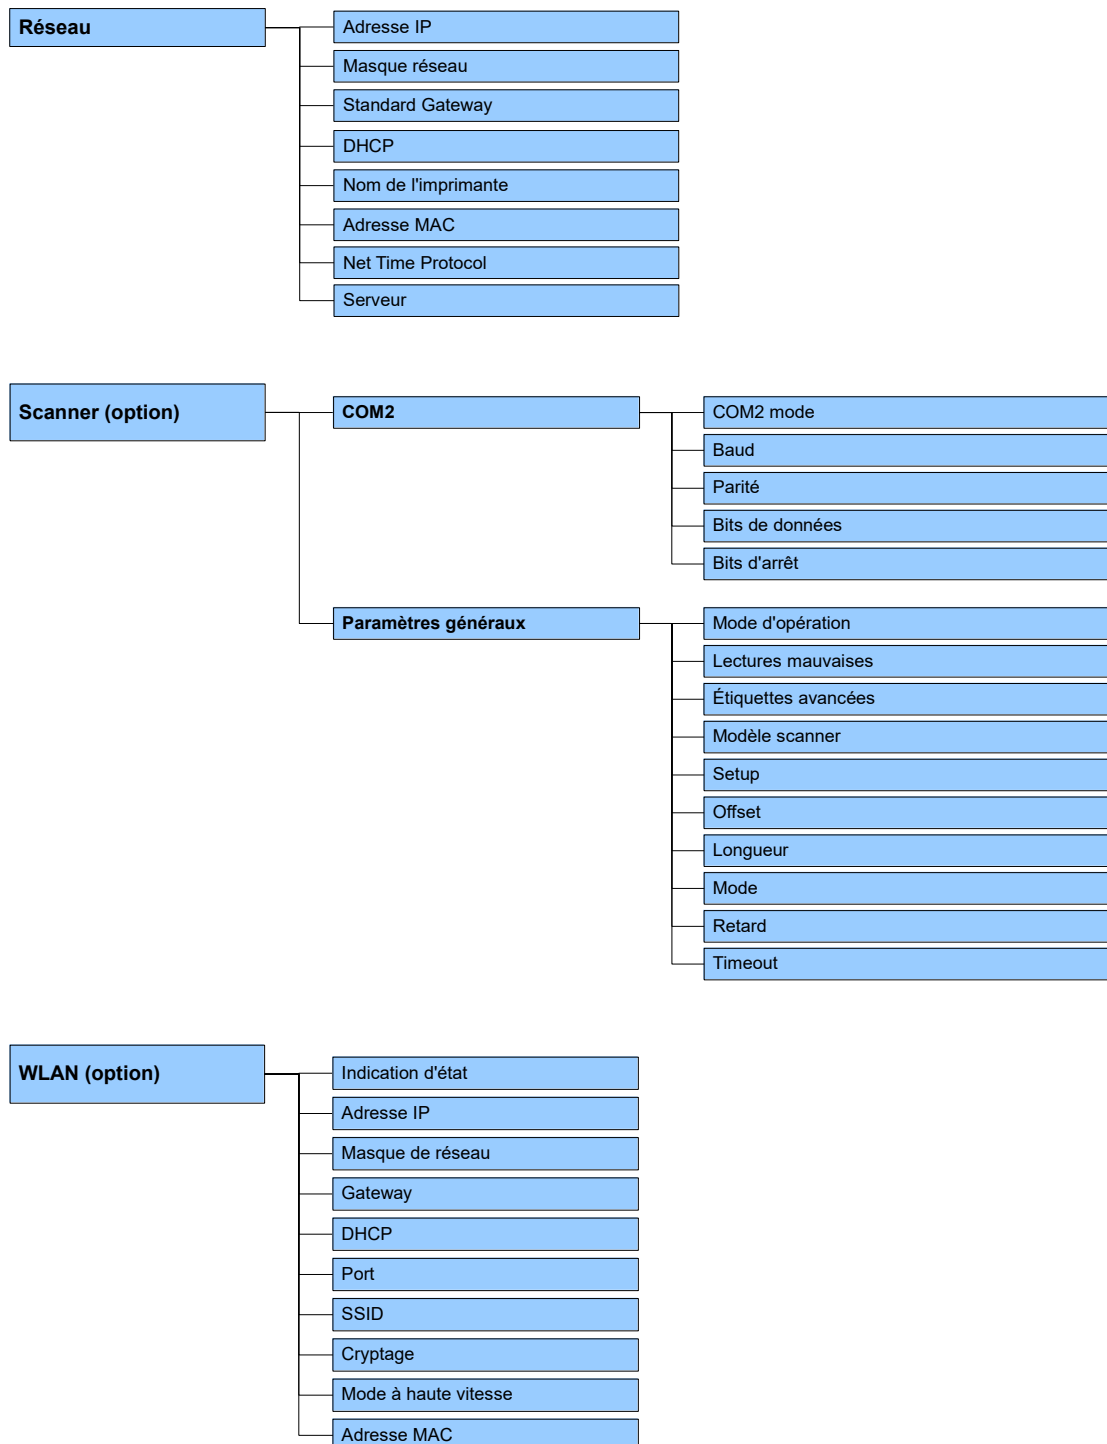 Réseau
Adresse IP
Masque réseau
Standard Gateway
DHCP
Nom de l'imprimante
Adresse MAC
Net Time Protocol
Serveur
Scanner (option)
COM2
COM2 mode
Baud
Parité
Bits de données
Bits d'arrêt
Paramètres généraux
Mode d'opération
Lectures mauvaises
Étiquettes avancées
Modèle scanner
Setup
Offset
Longueur
Mode
Retard
Timeout
WLAN (option)
Indication d'état
Adresse IP
Masque de réseau
Gateway
DHCP
Port
SSID
Cryptage
Mode à haute vitesse
Adresse MAC